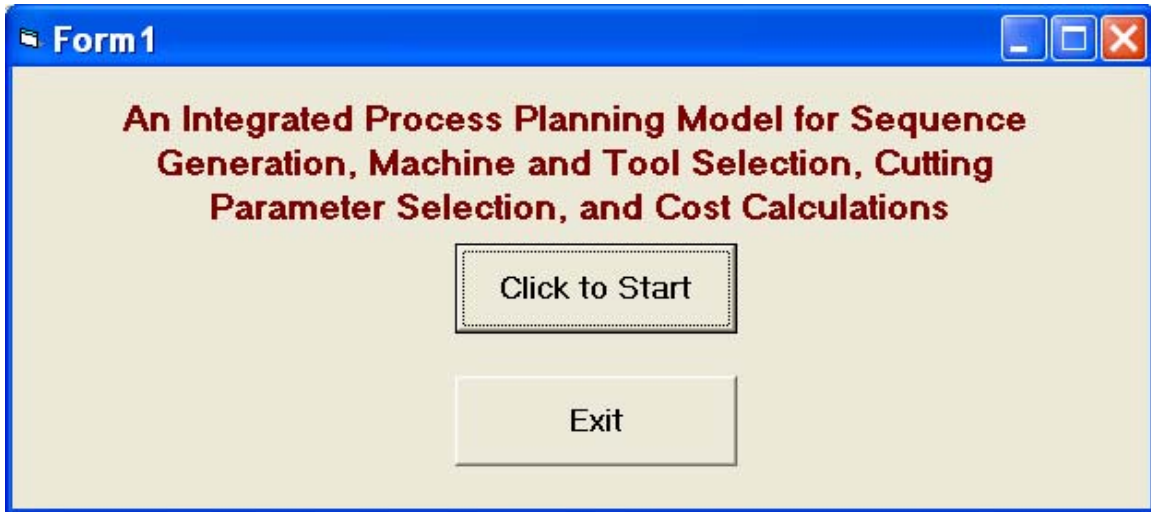 Form1
An Integrated Process Planning Model for Sequence
Generation, Machine and Tool Selection, Cutting
Parameter Selection, and Cost Calculations
Click to Start
Exit